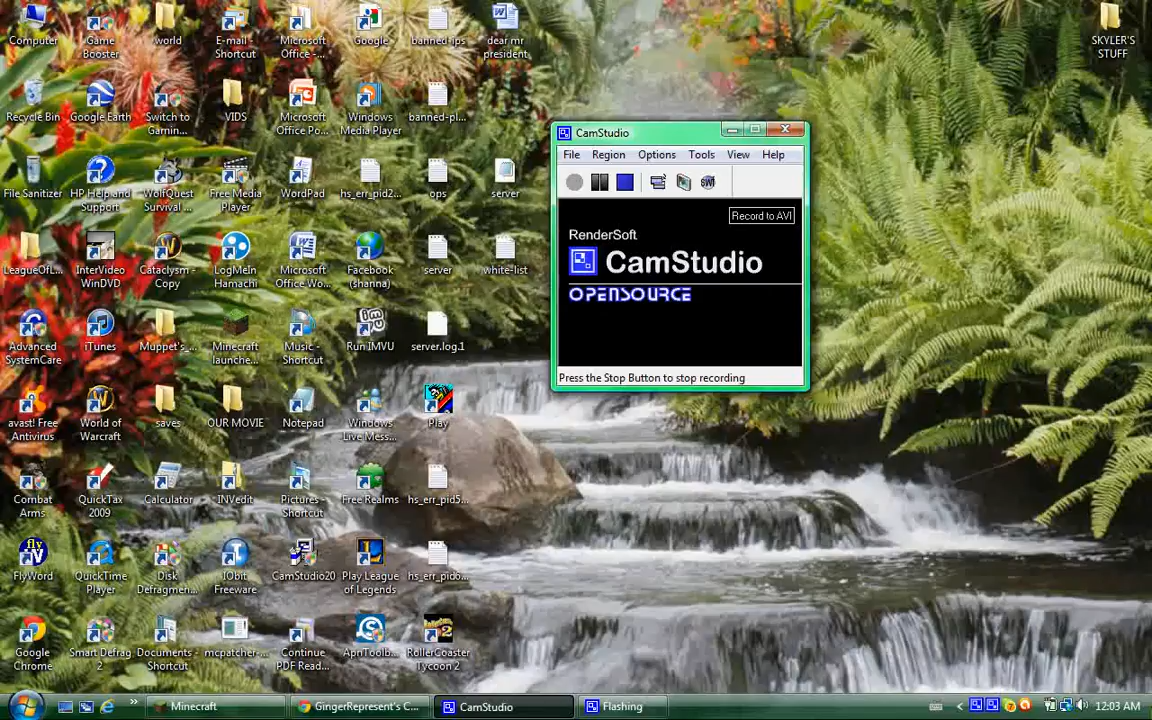 Computer
Game
Booster
world
E-mail -
Shortcut
Microsoft
Office -...
Google
banned-ips
dear mr
president
SKYLER'S
STUFF
Recycle Bin
Google Earth
Switch to
Gamin...
VIDS
Microsoft
Office Po...
Windows
Media Player
banned-pl...
File Sanitizer
HP Help and
Support
WolfQuest
Survival ...
Free Media
Player
WordPad
hs_err_pid2...
ops
server
LeagueOfL...
InterVideo
WinDVD
Cataclysm -
Copy
LogMeIn
Hamachi
Microsoft
Office Wo...
Facebook
server
white-list
Advanced
SystemCare
iTunes
Muppet's_...
Minecraft
launche...
Music -
Shortcut
Run IMVU
server.log.1
avast! Free
Antivirus
World of
Warcraft
saves
OUR MOVIE
Notepad
Windows
Live Mess...
Play
Combat
Arms
QuickTax
2009
Calculator
INVedit
Pictures -
Shortcut
Free Realms
hs_err_pid5...
FlyWord
QuickTime
Player
Disk
Defragmen...
IObit
Freeware
CamStudio20
Play League
of Legends
hs_err_pid6...
Google
Chrome
Smart Defrag
2
Documents -
Shortcut
mcpatcher-...
Continue
PDF Read...
ApnToolb...
RollerCoaster
Tycoon 2
CamStudio
File Region Options Tools View Help
Record to AVI
RenderSoft
CamStudio
OPENSOURCE
Press the Stop Button to stop recording
Minecraft
GingerRepresent's C...
CamStudio
Flashing
12:03 AM